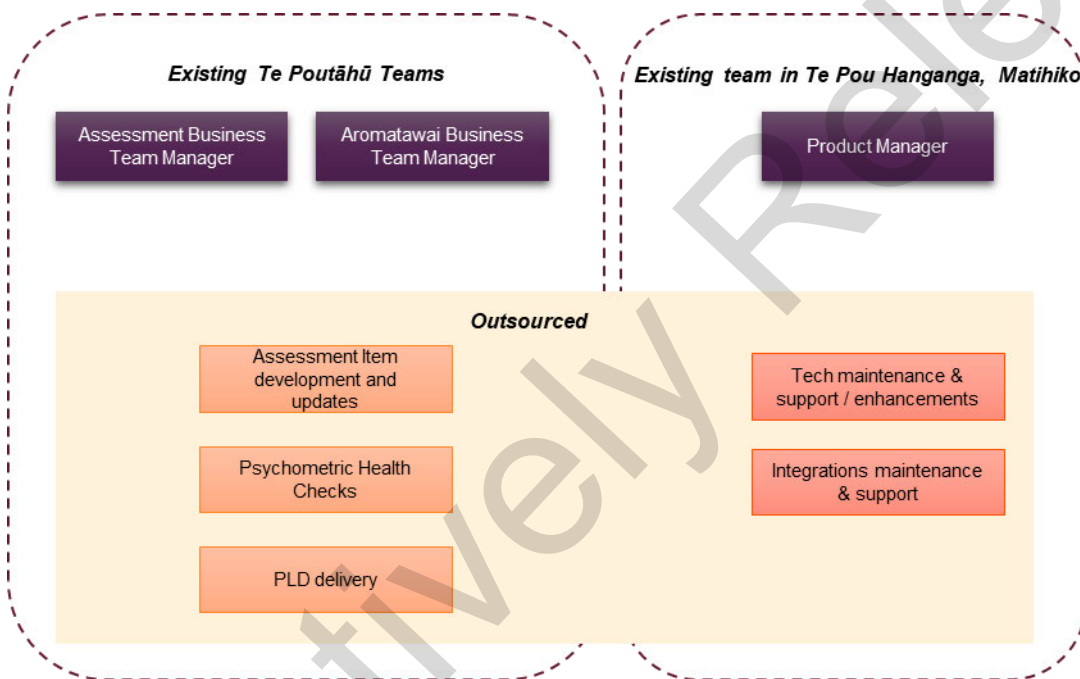 Existing Te Poutāhū Teams
Assessment Business
Team Manager
Aromatawai Business
Team Manager
Existing team in Te Pou Hanganga, Matihiko
Product Manager
Outsourced
Assessment Item
development and
updates
Psychometric Health
Checks
PLD delivery
Tech maintenance &
support / enhancements
Integrations maintenance
& support
tively Rele